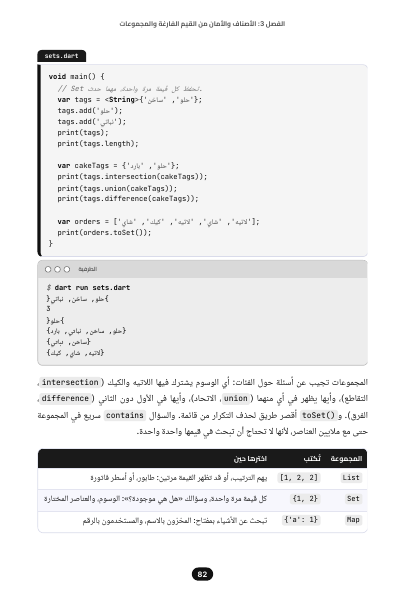 الفصل 3: الأصناف والأمان من القيم الفارغة والمجموعات
sets.dart
void main() {
// Set تحفظ كل قيمة مرة واحدة، مهما حدث.
var tags = <String>{'حلو', 'ساخن'};
tags.add('حلو');
tags.add('نباتي');
print(tags);
print(tags.length);
var cakeTags = {'حلو', 'بارد'};
print(tags.intersection(cakeTags));
print(tags.union(cakeTags));
print(tags.difference(cakeTags));
var orders = ['لاتيه', 'شاي', 'لاتيه', 'كيك', 'شاي'];
print(orders.toSet());
}
الطرفية
$ dart run sets.dart
{حلو, ساخن, نباتي}
3
{حلو}
{حلو, ساخن, نباتي, بارد}
{ساخن, نباتي}
{لاتيه, شاي, كيك}
المجموعات تجيب عن أسئلة حول الفئات: أي الوسوم يشترك فيها اللاتيه والكيك (intersection،
التقاطع)، وأيها يظهر في أي منهما (union، الاتحاد)، وأيها في الأول دون الثاني (difference،
الفرق). و toSet() أقصر طريق لحذف التكرار من قائمة. والسؤال contains سريع في المجموعة
حتى مع ملايين العناصر، لأنها لا تحتاج أن تبحث في قيمها واحدة واحدة.
المجموعة تُكتب اخترها حين
List [1, 2, 2] يهم الترتيب، أو قد تظهر القيمة مرتين: طابور، أو أسطر فاتورة
Set {1, 2} كل قيمة مرة واحدة، وسؤالك «هل هي موجودة؟»: الوسوم، والعناصر المختارة
Map {'a': 1} تبحث عن الأشياء بمفتاح: المخزون بالاسم، والمستخدمون بالرقم
82